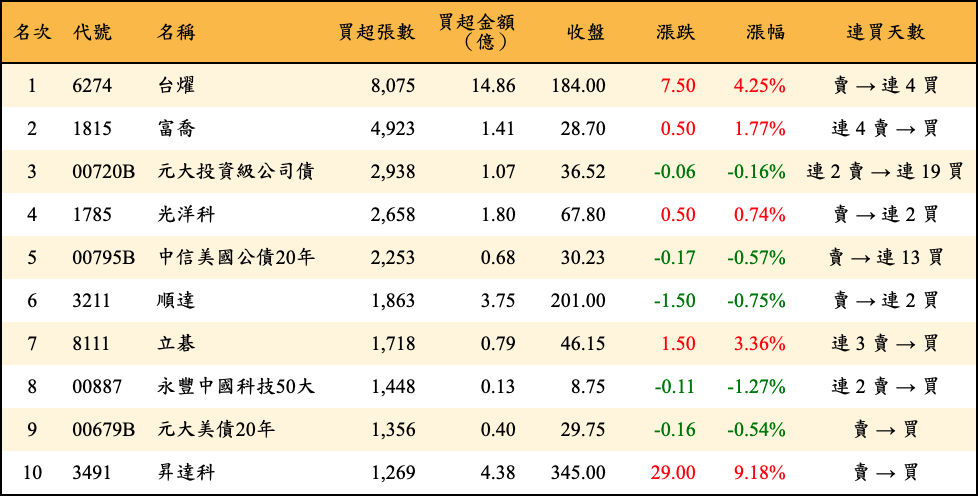 名次 代號 名稱 買超張數 買超金額（億） 收盤 漲跌 漲幅 連買天數
1 6274 台燿 8,075 14.86 184.00 7.50 4.25% 賣 → 連 4 買
2 1815 富喬 4,923 1.41 28.70 0.50 1.77% 連 4 賣 → 買
3 00720B 元大投資級公司債 2,938 1.07 36.52 -0.06 -0.16% 連 2 賣 → 連 19 買
4 1785 光洋科 2,658 1.80 67.80 0.50 0.74% 賣 → 連 2 買
5 00795B 中信美國公債20年 2,253 0.68 30.23 -0.17 -0.57% 賣 → 連 13 買
6 3211 順達 1,863 3.75 201.00 -1.50 -0.75% 賣 → 連 2 買
7 8111 立碁 1,718 0.79 46.15 1.50 3.36% 連 3 賣 → 買
8 00887 永豐中國科技50大 1,448 0.13 8.75 -0.11 -1.27% 連 2 賣 → 買
9 00679B 元大美債20年 1,356 0.40 29.75 -0.16 -0.54% 賣 → 買
10 3491 昇達科 1,269 4.38 345.00 29.00 9.18% 賣 → 買